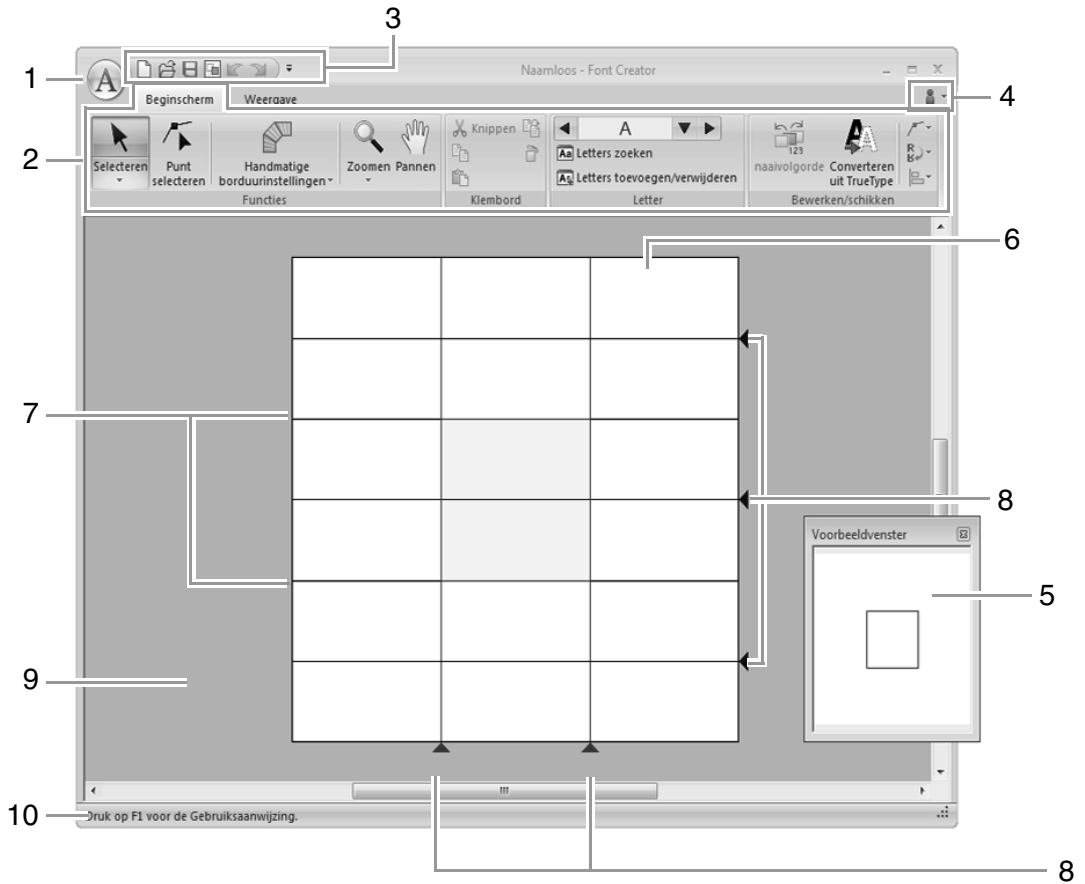 3
1
Naamloos - Font Creator
A
Beginscherm Weergave
4
2
Selecteren
Punt
selecteren
Handmatige
borduurinstellingen
Zoomen
Pannen
Functies
Knippen
Klembord
A
Letters zoeken
Letters toevoegen/verwijderen
Letter
123
naaivolgorde
Converteren
uit TrueType
Bewerken/schikken
6
7
8
Voorbeeldvenster
5
9
10
Druk op F1 voor de Gebruiksaanwijzing.
8